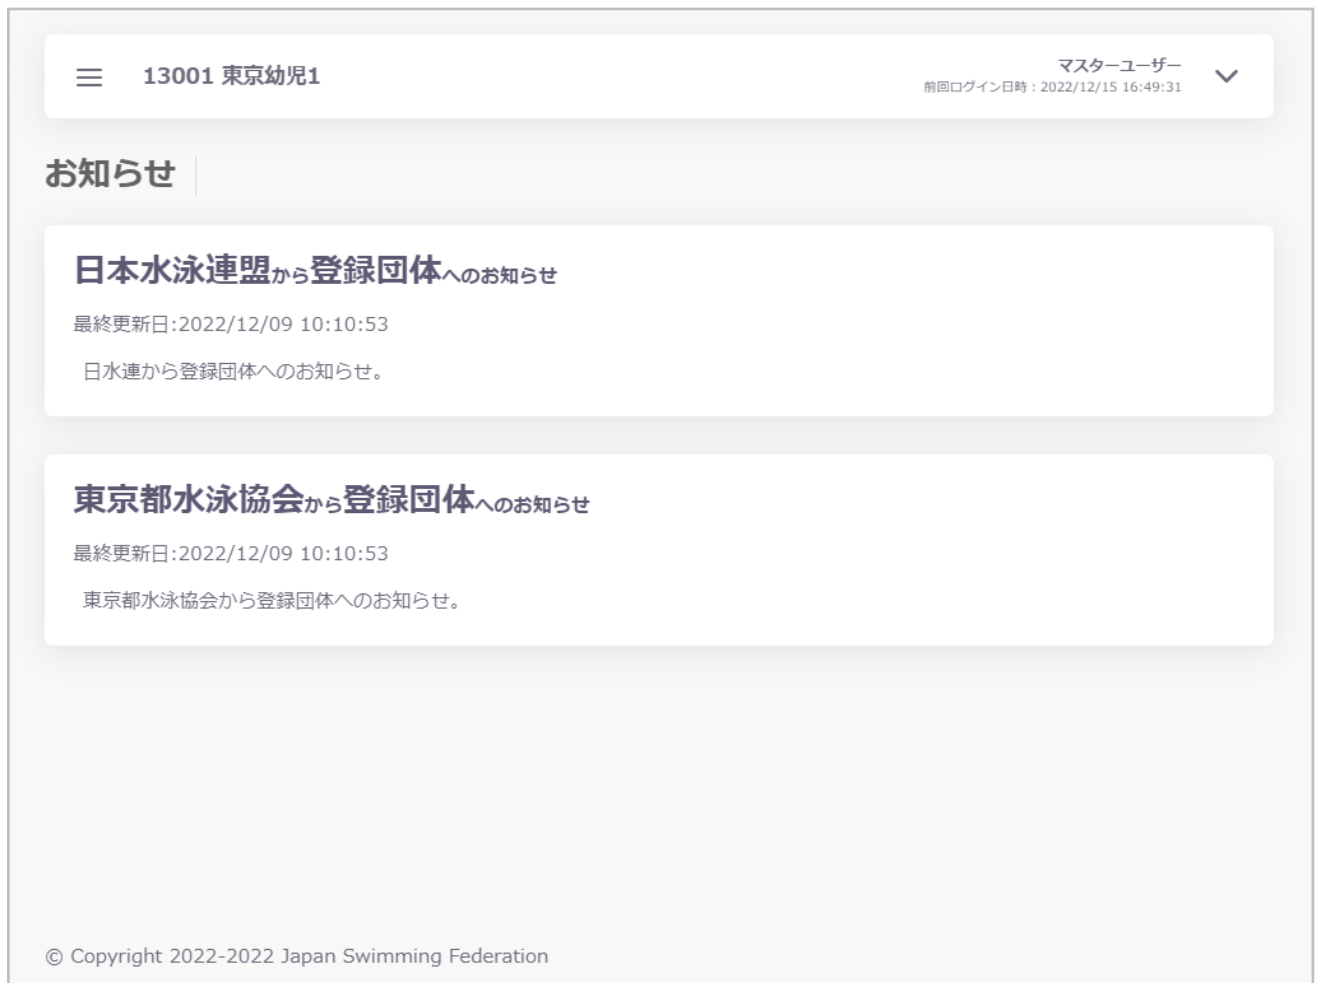 13001 東京幼児1
マスターユーザー
前回ログイン日時：2022/12/15 16:49:31
お知らせ
日本水泳連盟から登録団体へのお知らせ
最終更新日:2022/12/09 10:10:53
日水連から登録団体へのお知らせ。
東京都水泳協会から登録団体へのお知らせ
最終更新日:2022/12/09 10:10:53
東京都水泳協会から登録団体へのお知らせ。
© Copyright 2022-2022 Japan Swimming Federation